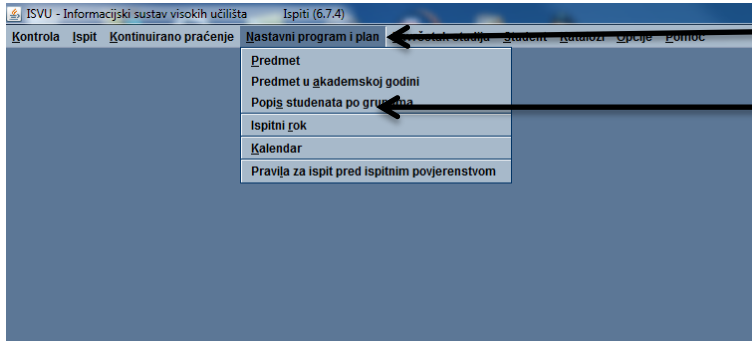 ISVU - Informacijski sustav visokih učilišta Ispiti (6.7.4)
Kontrola Ispit Kontinuirano praćenje Nastavni program i plan studija Student Katalozi Opcije Pomoć
Predmet
Predmet u akademskoj godini
Popis studenata po grupama
Ispitni rok
Kalendar
Pravila za ispit pred ispitnim povjerenstvom